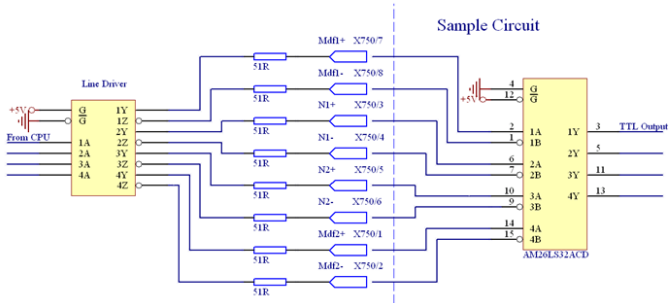 Sample Circuit
Mdf1+ X750/7
51R
Mdf1- X750/8
51R
N1+ X750/3
51R
N1- X750/4
51R
N2+ X750/5
51R
N2- X750/6
51R
Mdf2+ X750/1
51R
Mdf2- X750/2
51R
Line Driver
+5V
From CPU
G 1Y
G 1Z
2Y
1A 2Z
2A 3Y
3A 3Z
4A 4Y
4Z
+5V
4 G
12 G
2 1A 1Y 3 TTL Output
1 1B
6 2A 2Y 5
7 2B
3Y 11
10 3A 4Y 13
9 3B
14 4A
15 4B
AM26LS32ACD